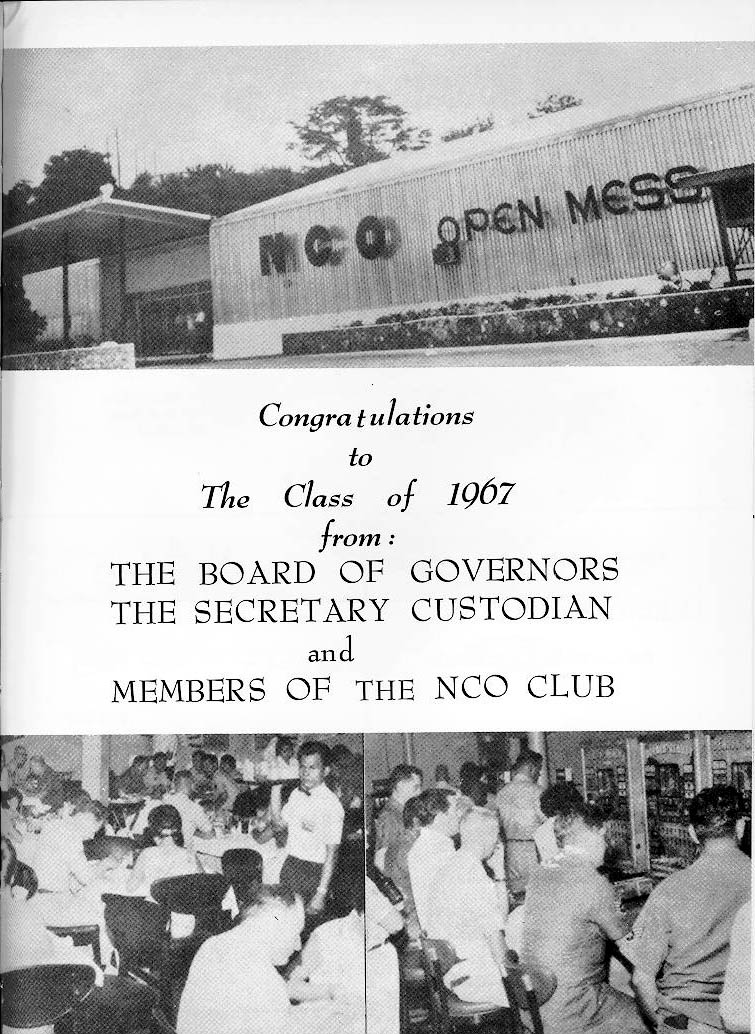 NCO OPEN MESS
Congratulations
to
The Class of 1967
from:
THE BOARD OF GOVERNORS
THE SECRETARY CUSTODIAN
and
MEMBERS OF THE NCO CLUB